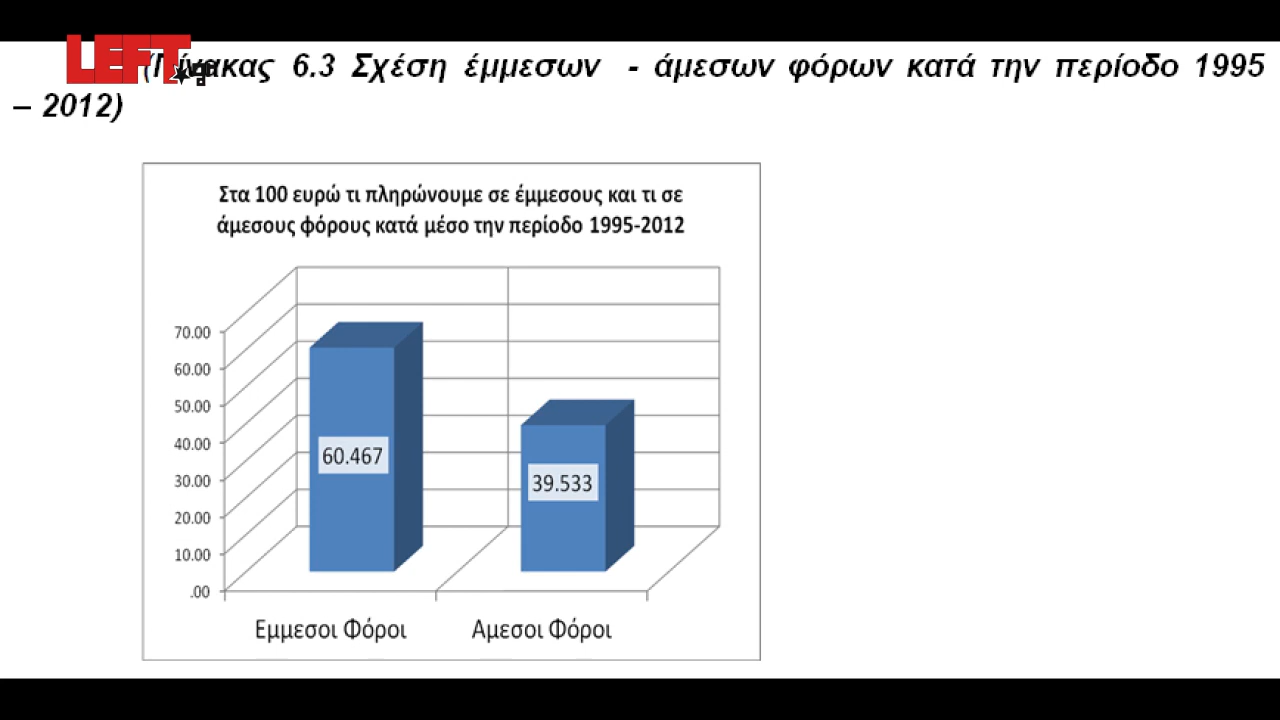 LEFT
(Πίνακας 6.3 Σχέση έμμεσων - άμεσων φόρων κατά την περίοδο 1995
– 2012)
Στα 100 ευρώ τι πληρώνουμε σε έμμεσους και τι σε
άμεσους φόρους κατά μέσο την περίοδο 1995-2012
70.00
60.00
50.00
40.00
30.00
20.00
10.00
.00
60.467
39.533
Εμμεσοι Φόροι
Αμεσοι Φόροι